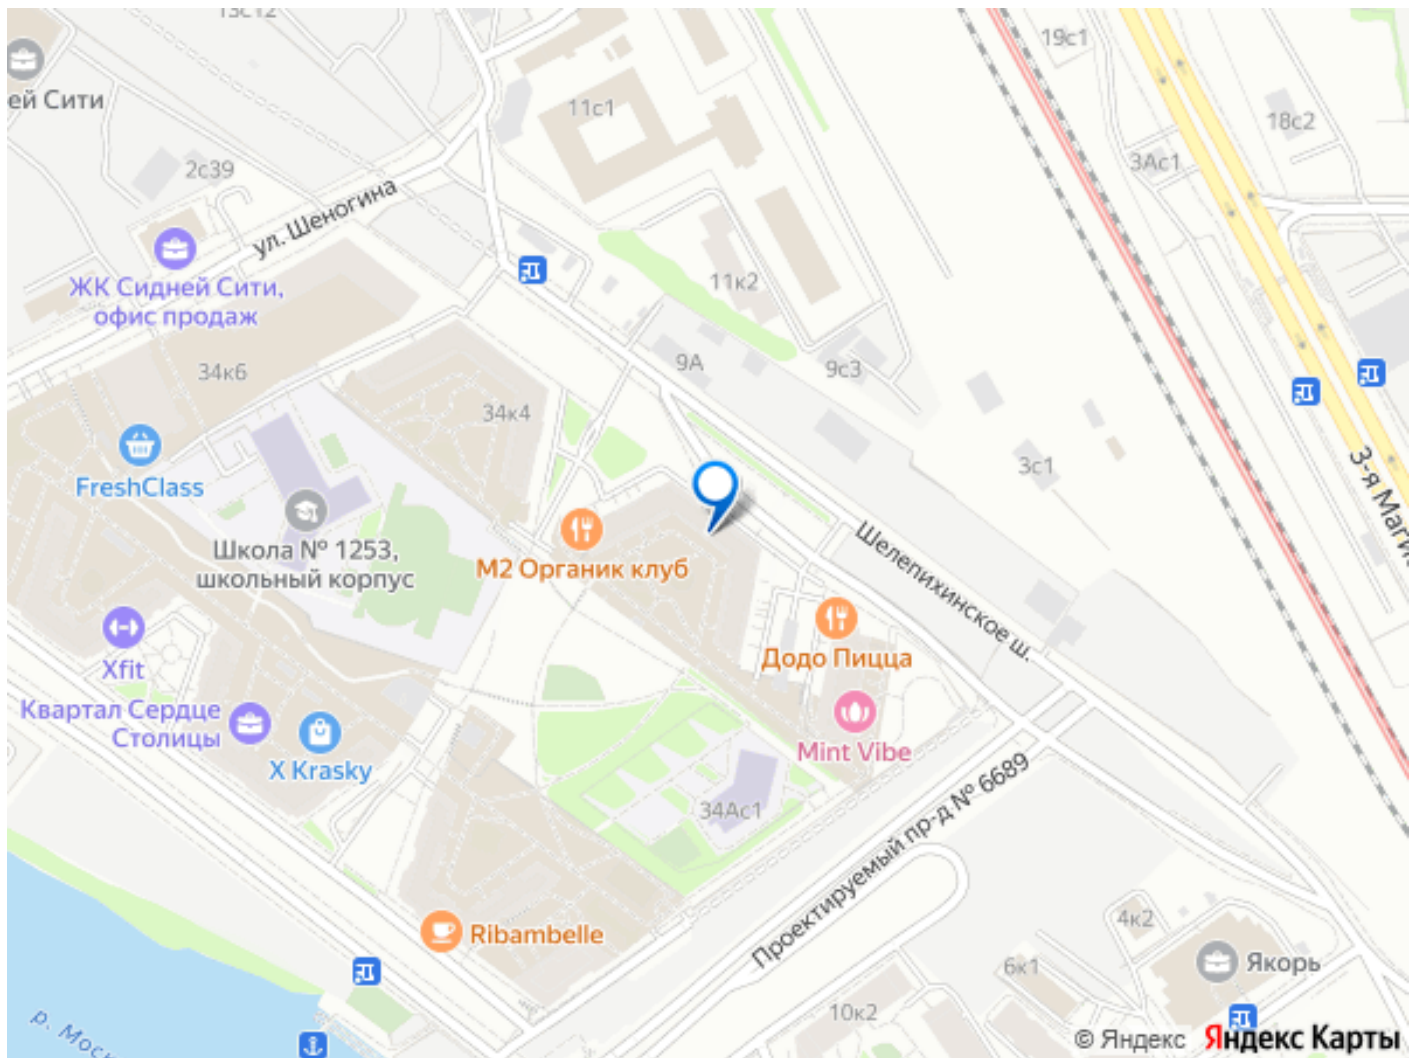 13с12
19с1
ей Сити
11с1
18с2
2с39
3Ас1
ул. Шеногина
ЖК Сидней Сити,
офис продаж
11к2
34к6
9А
9с3
34к4
3-я Маги
FreshClass
3с1
Школа № 1253,
школьный корпус
М2 Органик клуб
Шелепихинское ш.
Додо Пицца
Xfit
Квартал Сердце
Столицы
X Krasky
Mint Vibe
34Ас1
Проектируемый пр-д № 6689
Ribambelle
4к2
6к1
Якорь
10к2
р. Мос
© Яндекс Яндекс Карты